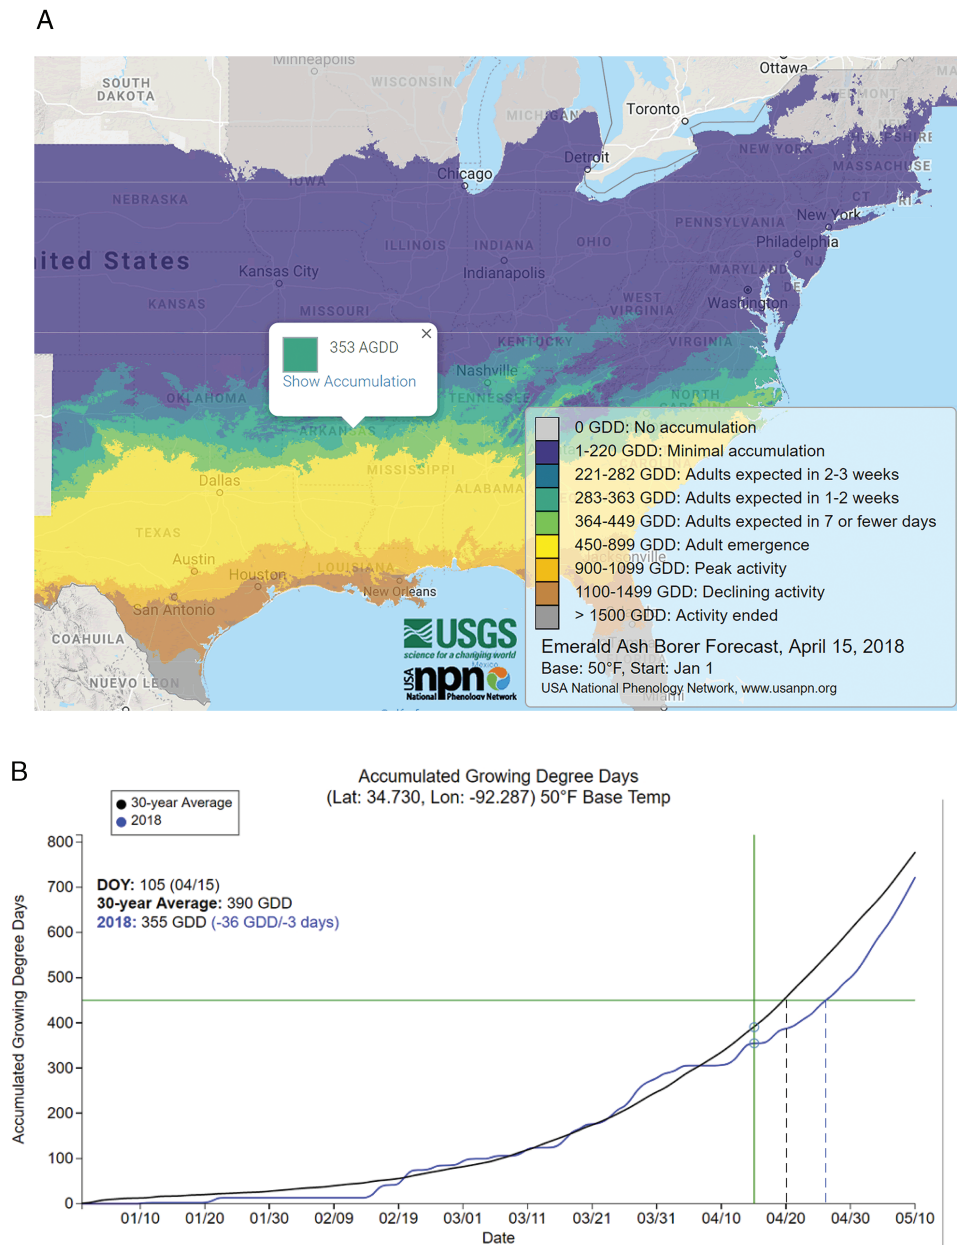 A
Minneapolis
Ottawa
SOUTH
DAKOTA
WISCONSIN
MICHIGAN
Toronto
VERMONT
NEW YORK
Detroit
MASSACHUSE
Chicago
IOWA
NEBRASKA
CT
RI
New York
PENNSYLVANIA
ited States
ILLINOIS
INDIANA
OHIO
Philadelphia
Kansas City
Indianapolis
MARYLAND
NJ
DE
KANSAS
MISSOURI
WEST
VIRGINIA
Washington
353 AGDD
Show Accumulation
KENTUCKY
VIRGINIA
Nashville
OKLAHOMA
TENNESSEE
NORTH
ARKANSAS
MISSISSIPPI
Dallas
ALABAMA
TEXAS
Austin
Houston
LOUISIANA
New Orleans
San Antonio
COAHUILA
NUEVO LEON
0 GDD: No accumulation
1-220 GDD: Minimal accumulation
221-282 GDD: Adults expected in 2-3 weeks
283-363 GDD: Adults expected in 1-2 weeks
364-449 GDD: Adults expected in 7 or fewer days
450-899 GDD: Adult emergence
900-1099 GDD: Peak activity
Jacksonville
1100-1499 GDD: Declining activity
> 1500 GDD: Activity ended
Emerald Ash Borer Forecast, April 15, 2018
Base: 50°F, Start: Jan 1
USA National Phenology Network, www.usanpn.org
Miami
USGS
science for a changing world
Mexico
USA npn
National Phenology Network
B
Accumulated Growing Degree Days
(Lat: 34.730, Lon: -92.287) 50°F Base Temp
30-year Average
2018
DOY: 105 (04/15)
30-year Average: 390 GDD
2018: 355 GDD (-36 GDD/-3 days)
Accumulated Growing Degree Days
800
700
600
500
400
300
200
100
0
01/10 01/20 01/30 02/09 02/19 03/01 03/11 03/21 03/31 04/10 04/20 04/30 05/10
Date